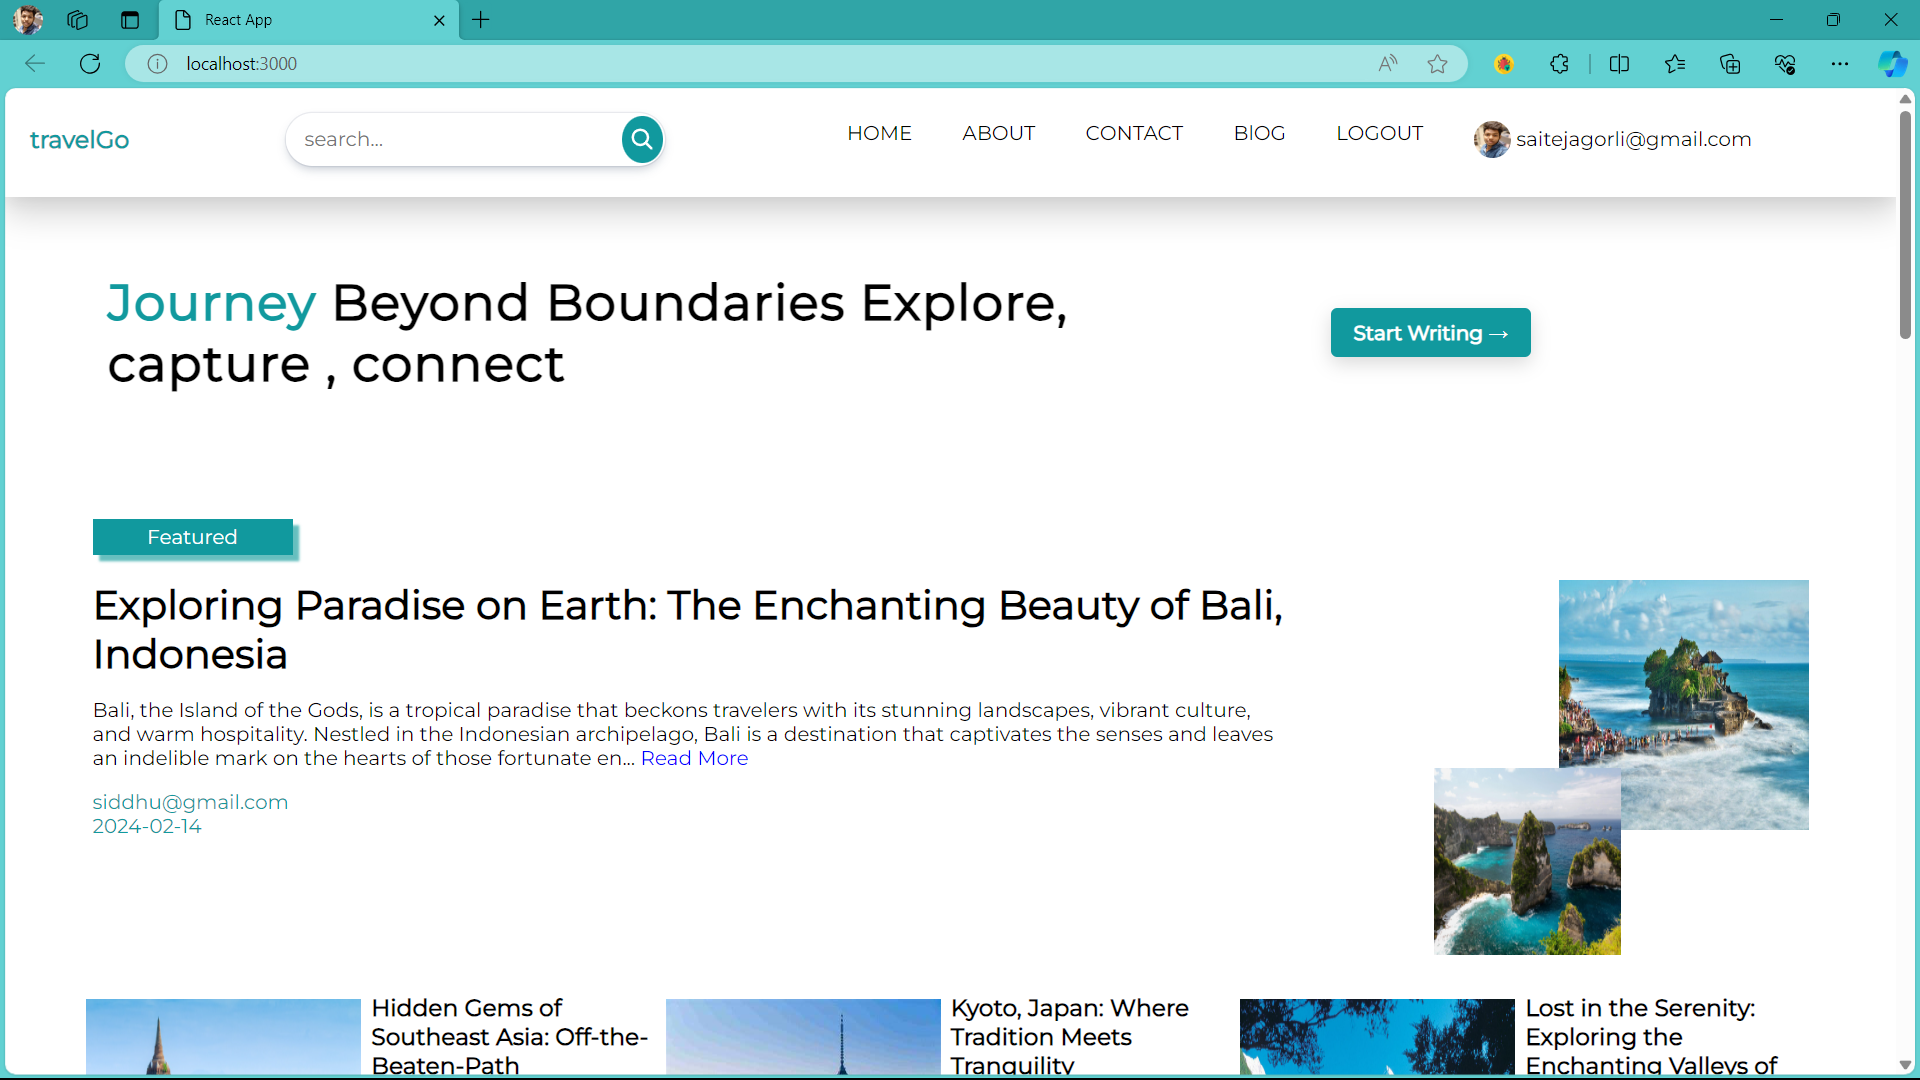 React App
localhost:3000
travelGo
search...
HOME ABOUT CONTACT BlOG LOGOUT saitejagorli@gmail.com
Journey Beyond Boundaries Explore,
capture , connect
Start Writing →
Featured
Exploring Paradise on Earth: The Enchanting Beauty of Bali,
Indonesia
Bali, the Island of the Gods, is a tropical paradise that beckons travelers with its stunning landscapes, vibrant culture,
and warm hospitality. Nestled in the Indonesian archipelago, Bali is a destination that captivates the senses and leaves
an indelible mark on the hearts of those fortunate en... Read More
siddhu@gmail.com
2024-02-14
Hidden Gems of
Southeast Asia: Off-the-
Beaten-Path
Kyoto, Japan: Where
Tradition Meets
Tranquility
Lost in the Serenity:
Exploring the
Enchanting Valleys of